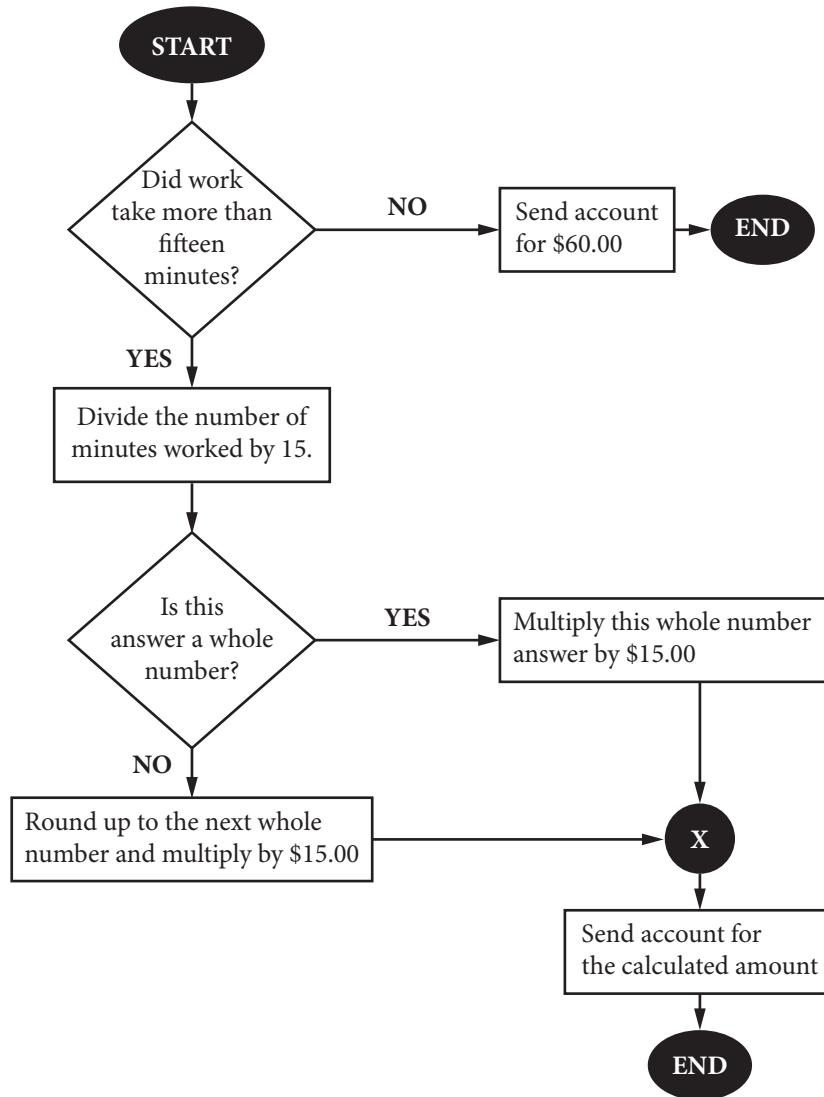 START
Did work
take more than
fifteen
minutes?
NO
Send account
for $60.00
END
YES
Divide the number of
minutes worked by 15.
Is this
answer a whole
number?
YES
Multiply this whole number
answer by $15.00
NO
Round up to the next whole
number and multiply by $15.00
X
Send account for
the calculated amount
END